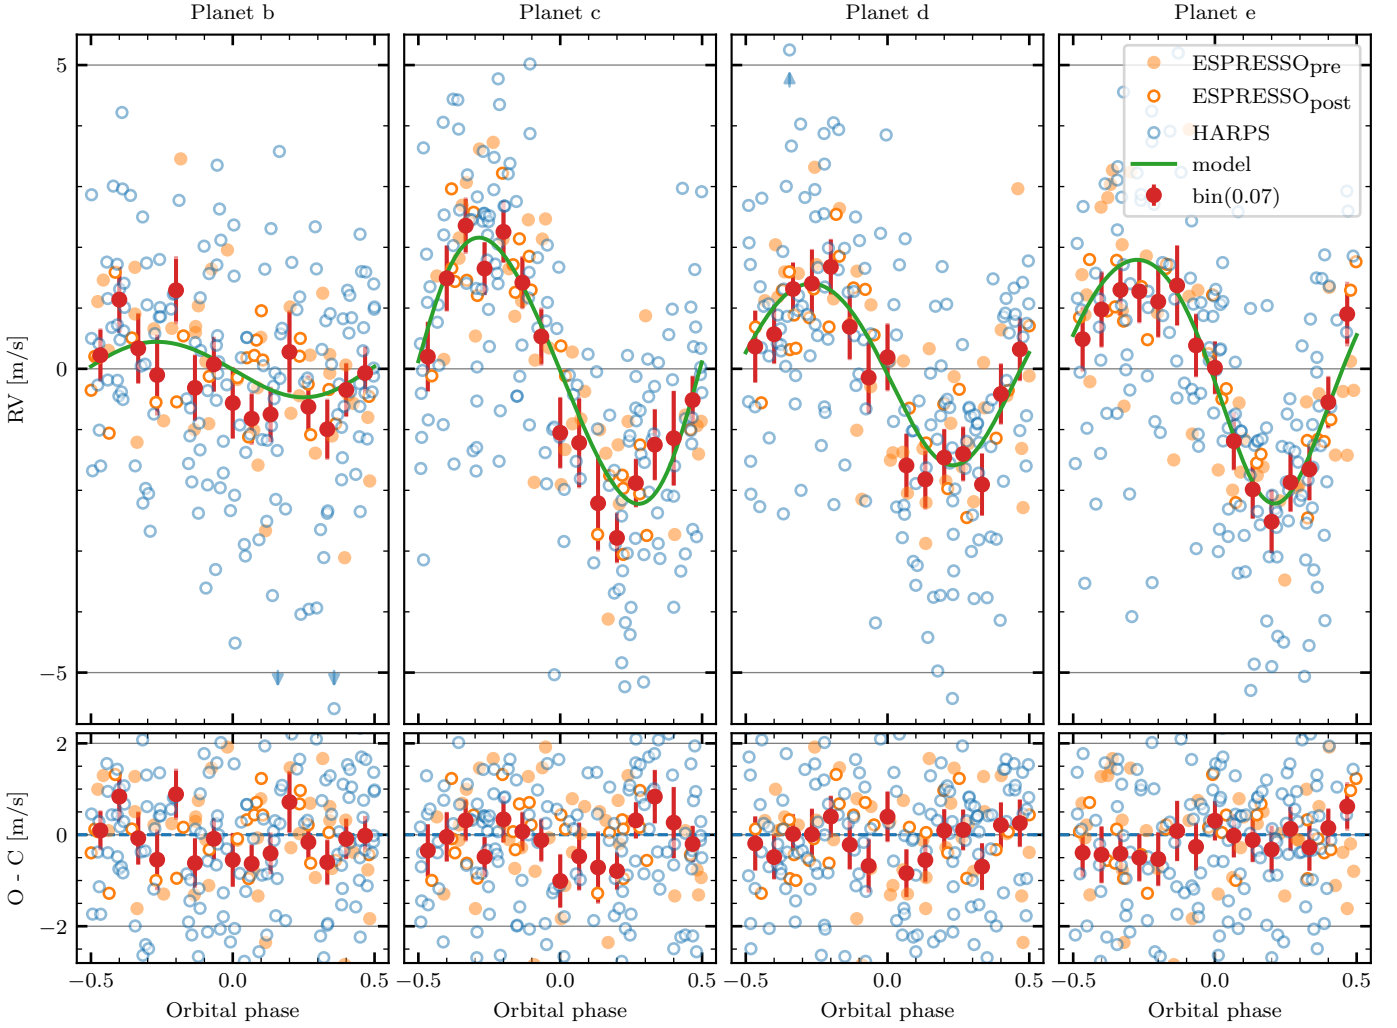 Planet b Planet c Planet d Planet e
ESPRESSOpre
ESPRESSOpost
HARPS
model
bin(0.07)
RV [m/s]
5
0
−5
O - C [m/s]
2
0
−2
−0.5 0.0 0.5 −0.5 0.0 0.5 −0.5 0.0 0.5 −0.5 0.0 0.5
Orbital phase Orbital phase Orbital phase Orbital phase